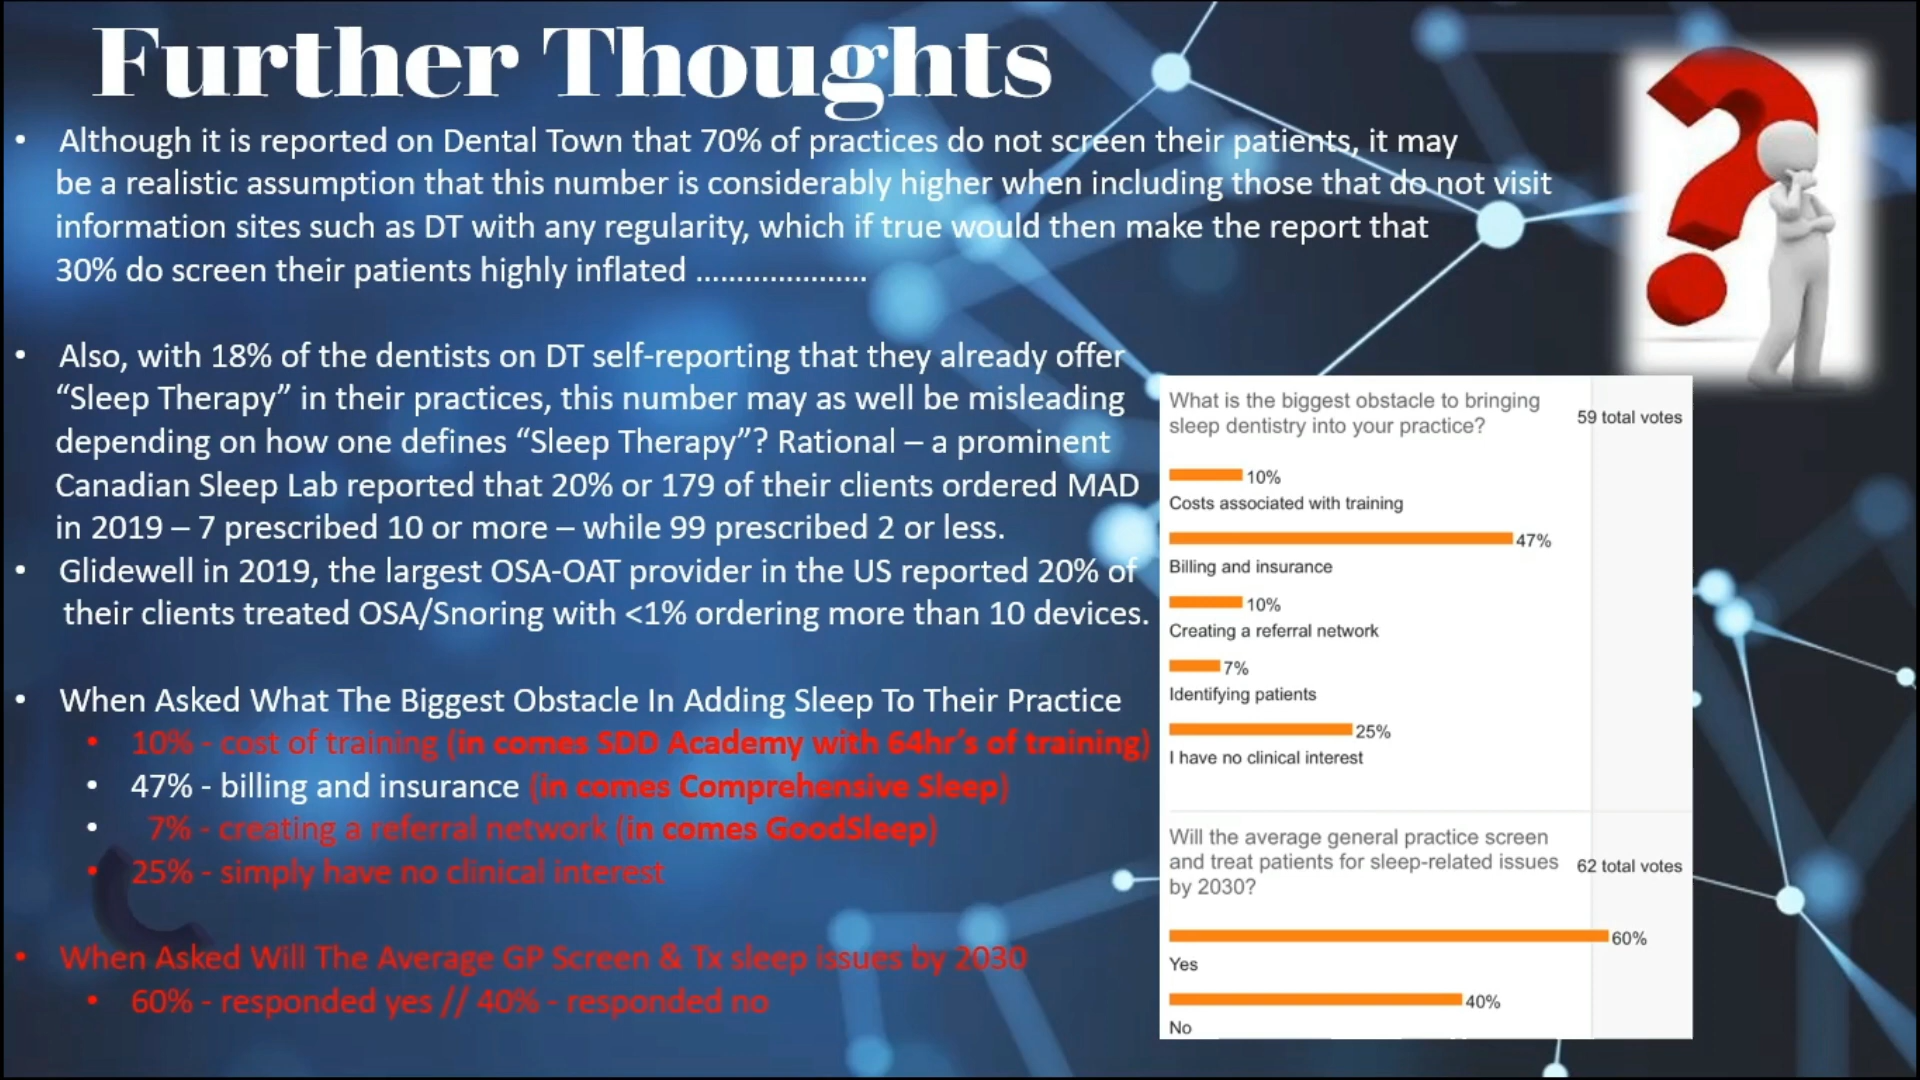 Further Thoughts
• Although it is reported on Dental Town that 70% of practices do not screen their patients, it may
be a realistic assumption that this number is considerably higher when including those that do not visit
information sites such as DT with any regularity, which if true would then make the report that
30% do screen their patients highly inflated .....................
• Also, with 18% of the dentists on DT self-reporting that they already offer
“Sleep Therapy” in their practices, this number may as well be misleading
depending on how one defines “Sleep Therapy”? Rational – a prominent
Canadian Sleep Lab reported that 20% or 179 of their clients ordered MAD
in 2019 – 7 prescribed 10 or more – while 99 prescribed 2 or less.
• Glidewell in 2019, the largest OSA-OAT provider in the US reported 20% of
their clients treated OSA/Snoring with <1% ordering more than 10 devices.
• When Asked What The Biggest Obstacle In Adding Sleep To Their Practice
• 10% - cost of training (in comes SDD Academy with 64hr’s of training)
• 47% - billing and insurance (in comes Comprehensive Sleep)
• 7% - creating a referral network (in comes GoodSleep)
• 25% - simply have no clinical interest
• When Asked Will The Average GP Screen & Tx sleep issues by 2030
• 60% - responded yes // 40% - responded no
What is the biggest obstacle to bringing
sleep dentistry into your practice?
59 total votes
10%
Costs associated with training
47%
Billing and insurance
10%
Creating a referral network
7%
Identifying patients
25%
I have no clinical interest
Will the average general practice screen
and treat patients for sleep-related issues
by 2030?
62 total votes
60%
Yes
40%
No